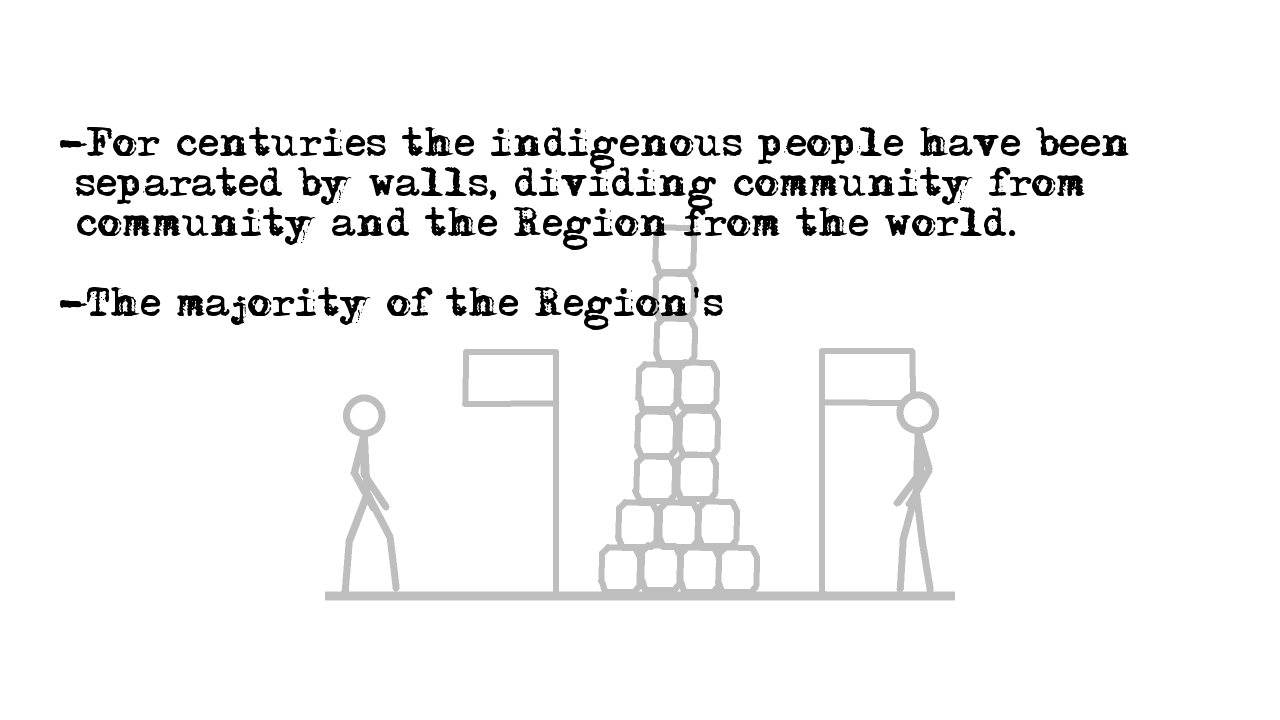 -For centuries the indigenous people have been
separated by walls, dividing community from
community and the Region from the world.
-The majority of the Region's